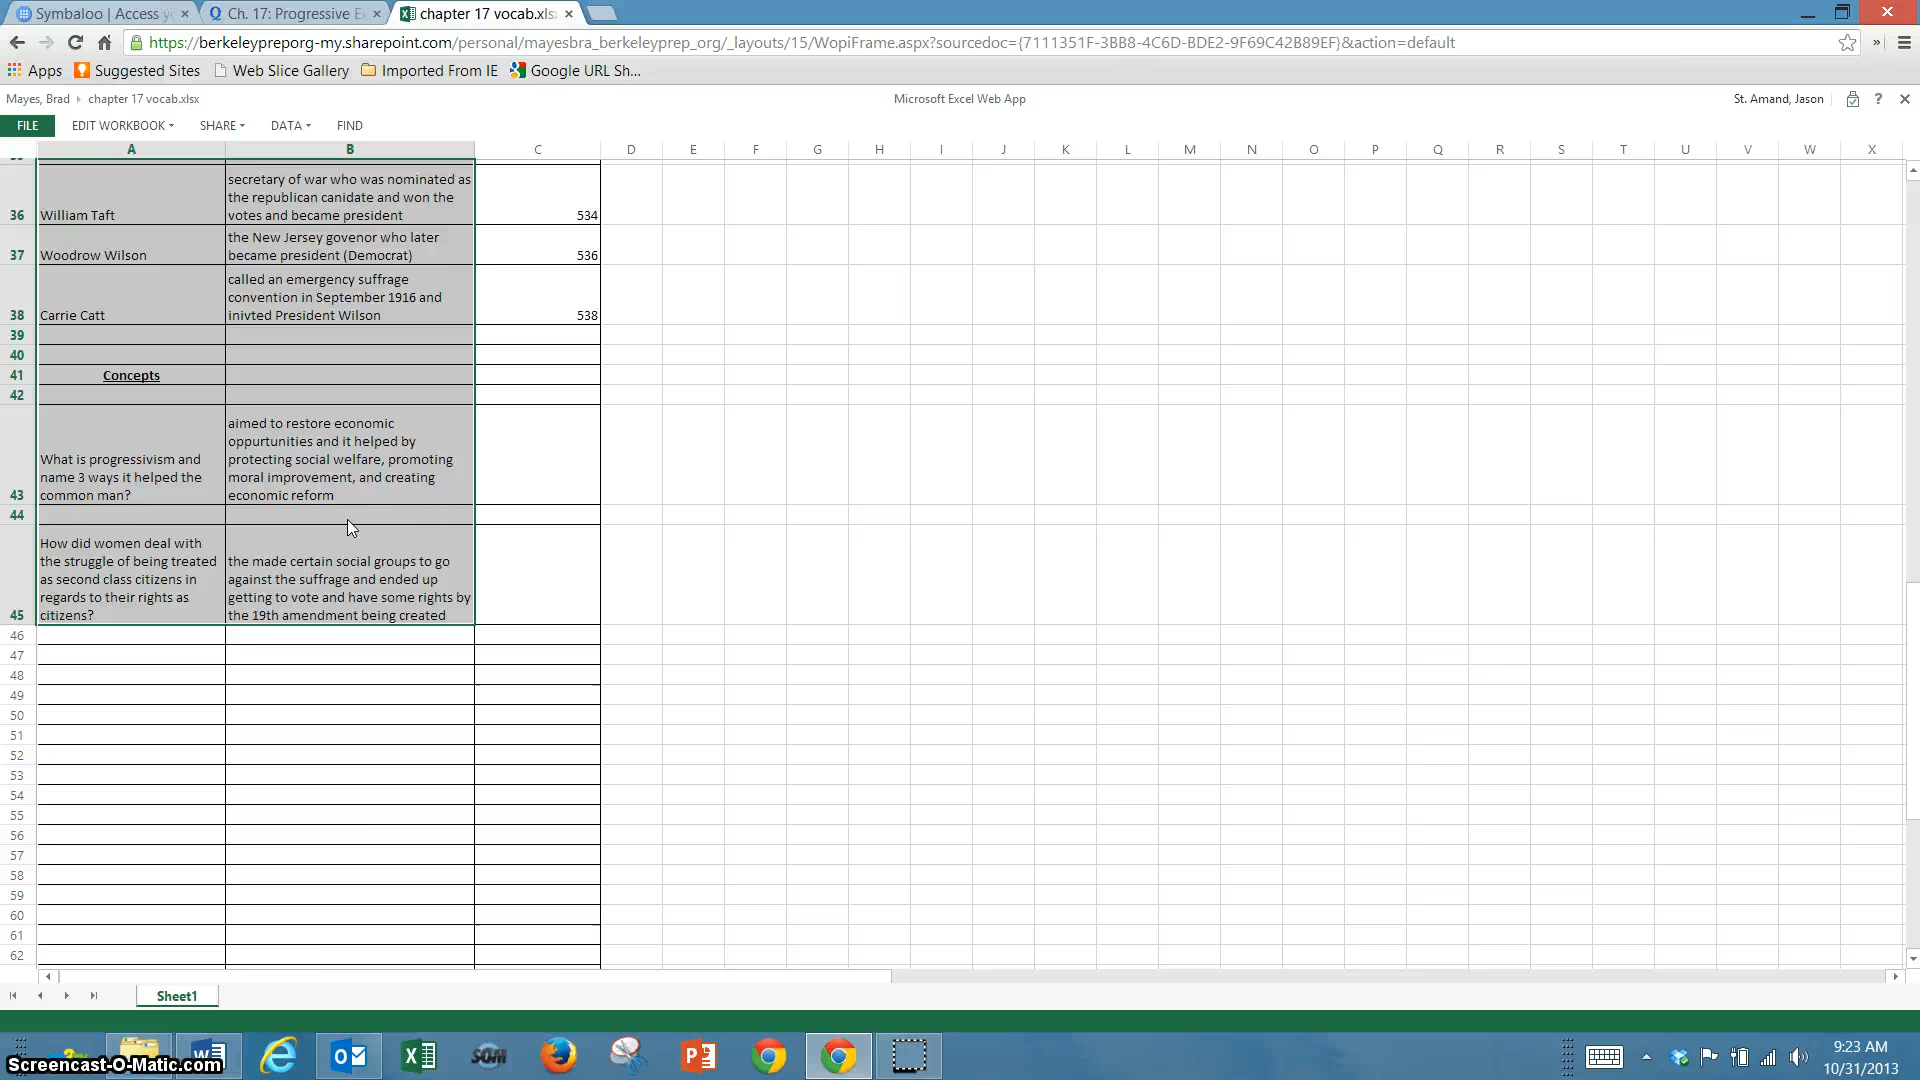 Symbaloo | Access yo
Ch. 17: Progressive E
chapter 17 vocab.xls
https://berkeleypreporg-my.sharepoint.com/personal/mayesbra_berkeleyprep_org/_layouts/15/WopiFrame.aspx?sourcedoc={7111351F-3BB8-4C6D-BDE2-9F69C42B89EF}&action=default
Apps Suggested Sites Web Slice Gallery Imported From IE Google URL Sh...
Mayes, Brad chapter 17 vocab.xlsx
Microsoft Excel Web App
St. Amand, Jason
FILE EDIT WORKBOOK SHARE DATA FIND
A B C D E F G H I J K L M N O P Q R S T U V W X
secretary of war who was nominated as
the republican canidate and won the
36 William Taft votes and became president 534
the New Jersey govenor who later
37 Woodrow Wilson became president (Democrat) 536
called an emergency suffrage
convention in September 1916 and
38 Carrie Catt inivted President Wilson 538
39
40
41 Concepts
42
aimed to restore economic
oppurtunities and it helped by
What is progressivism and protecting social welfare, promoting
name 3 ways it helped the moral improvement, and creating
43 common man? economic reform
44
How did women deal with
the struggle of being treated the made certain social groups to go
as second class citizens in against the suffrage and ended up
regards to their rights as getting to vote and have some rights by
45 citizens? the 19th amendment being created
46
47
48
49
50
51
52
53
54
55
56
57
58
59
60
61
62
Sheet1
Screencast-O-Matic.com
SOM
9:23 AM
10/31/2013